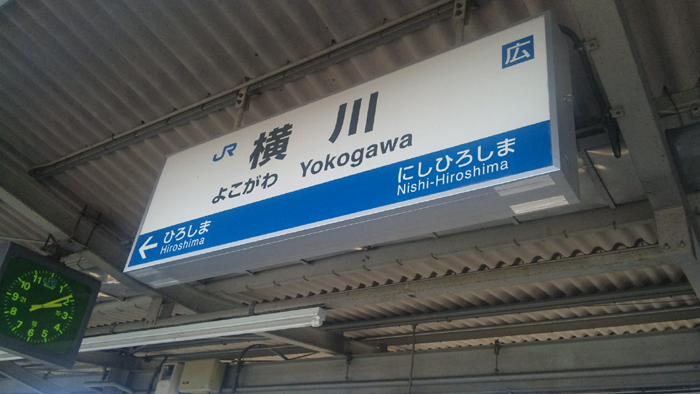 広
JR 横川
よこがわ Yokogawa
にしひろしま
Nishi-Hiroshima
← ひろしま
Hiroshima